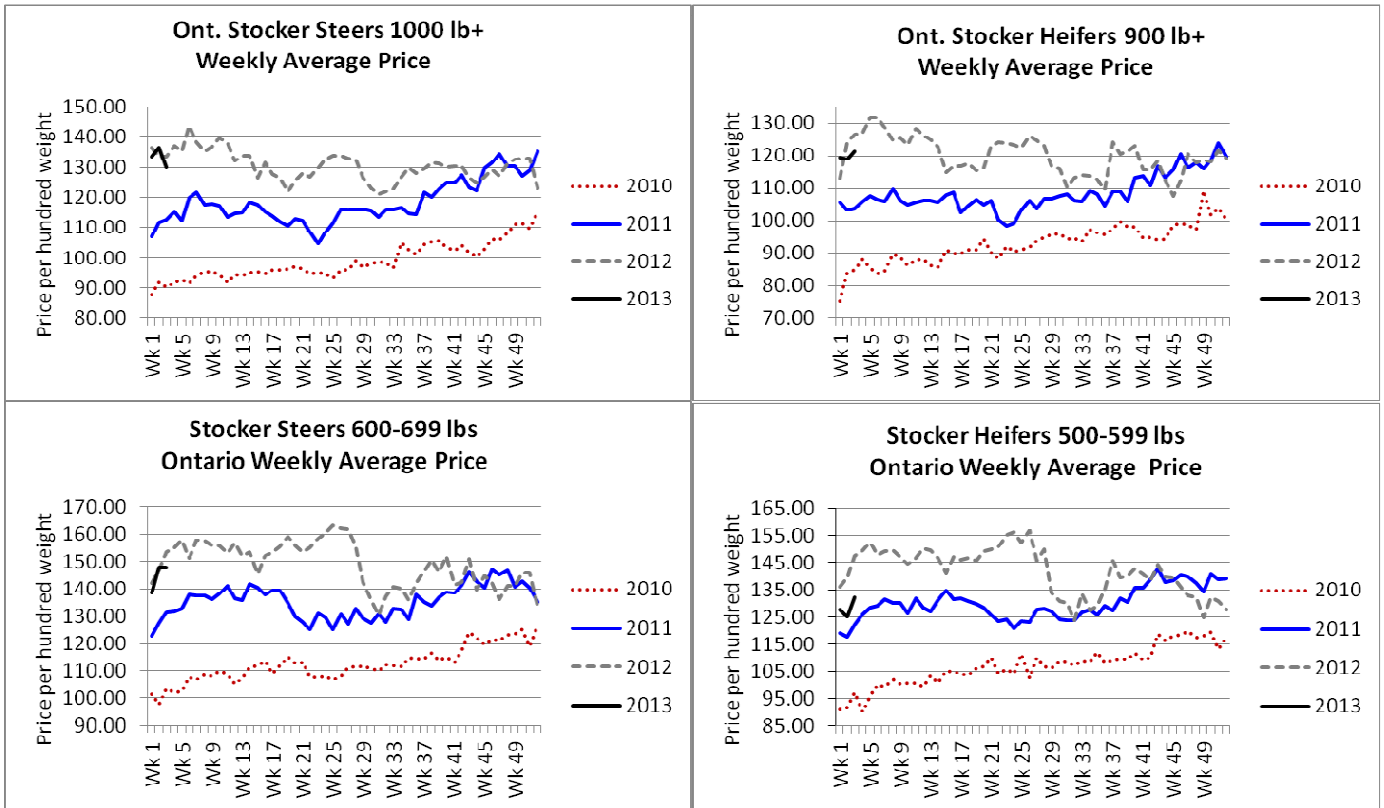 Ont. Stocker Steers 1000 lb+
Weekly Average Price
Price per hundred weight
150.00
140.00
130.00
120.00
110.00
100.00
90.00
80.00
Wk 1
Wk 5
Wk 9
Wk 13
Wk 17
Wk 21
Wk 25
Wk 29
Wk 33
Wk 37
Wk 41
Wk 45
Wk 49
2010
2011
2012
2013
Ont. Stocker Heifers 900 lb+
Weekly Average Price
Price per hundred weight
130.00
120.00
110.00
100.00
90.00
80.00
70.00
Wk 1
Wk 5
Wk 9
Wk 13
Wk 17
Wk 21
Wk 25
Wk 29
Wk 33
Wk 37
Wk 41
Wk 45
Wk 49
2010
2011
2012
2013
Stocker Steers 600-699 lbs
Ontario Weekly Average Price
Price per hundred weight
170.00
160.00
150.00
140.00
130.00
120.00
110.00
100.00
90.00
Wk 1
Wk 5
Wk 9
Wk 13
Wk 17
Wk 21
Wk 25
Wk 29
Wk 33
Wk 37
Wk 41
Wk 45
Wk 49
2010
2011
2012
2013
Stocker Heifers 500-599 lbs
Ontario Weekly Average Price
Price per hundred weight
165.00
155.00
145.00
135.00
125.00
115.00
105.00
95.00
85.00
Wk 1
Wk 5
Wk 9
Wk 13
Wk 17
Wk 21
Wk 25
Wk 29
Wk 33
Wk 37
Wk 41
Wk 45
Wk 49
2010
2011
2012
2013